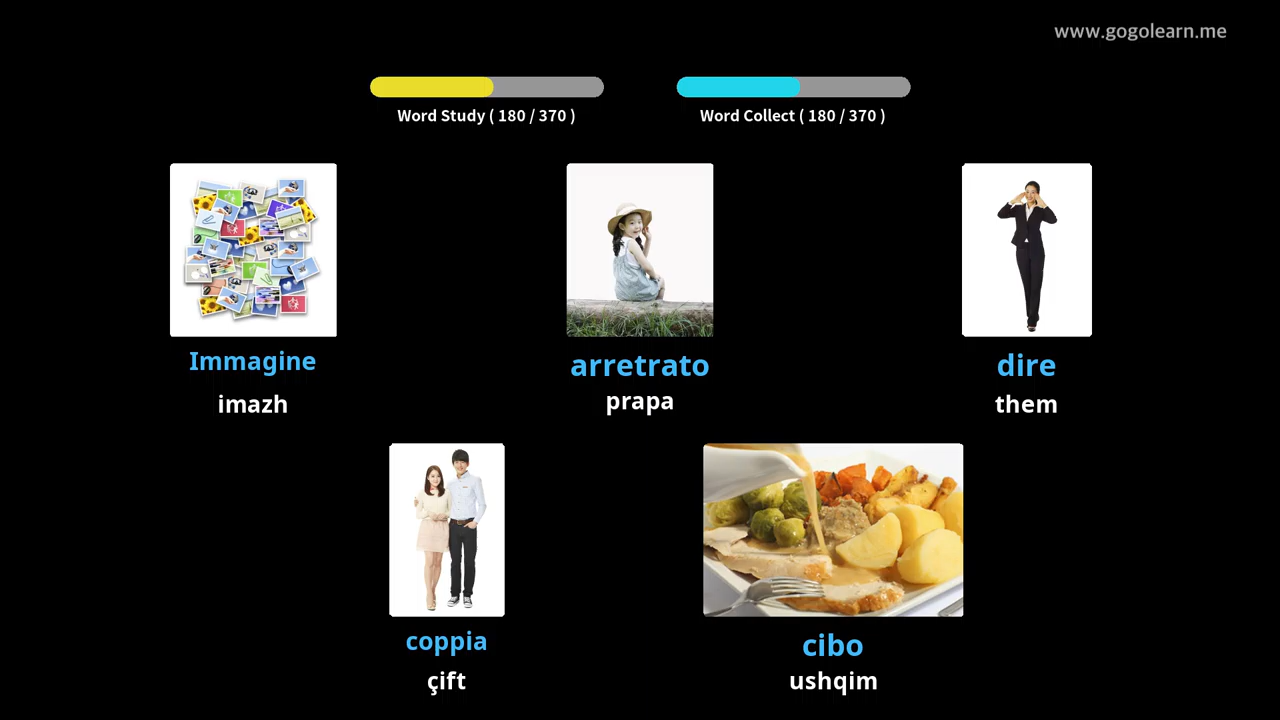 www.gogolearn.me
Word Study ( 180 / 370 )
Word Collect ( 180 / 370 )
Immagine
imazh
arretrato
prapa
dire
them
coppia
çift
cibo
ushqim